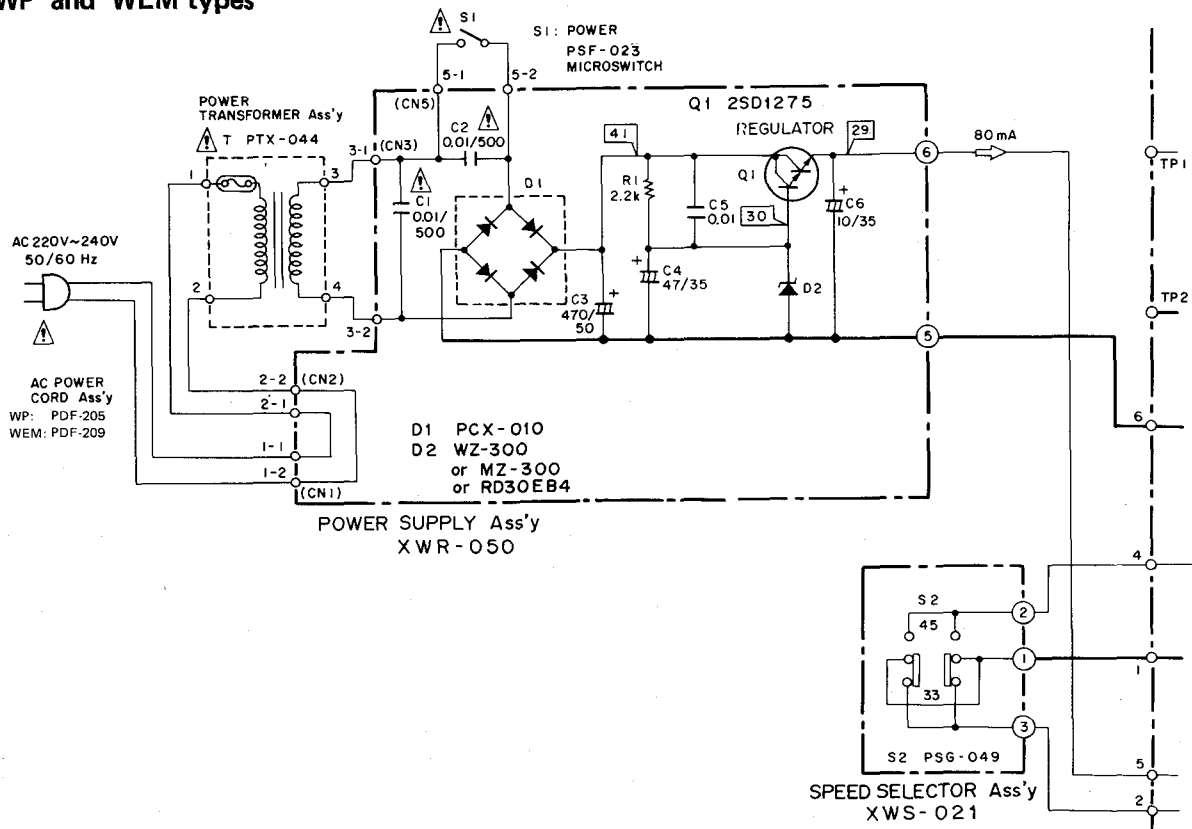 WP and WEM types
S1
S1: POWER
PSF-023
MICROSWITCH
5-1
5-2
POWER
TRANSFORMER Ass'y
T PTX-044
(CN5)
C2
0.01/500
Q1 2SD1275
REGULATOR
41
29
80mA
6
TP1
3-1
(CN3)
1
3
D1
C1
0.01/
500
R1
2.2k
C5
0.01
30
Q1
C6
10/35
AC 220V~240V
50/60 Hz
2
4
3-2
C3
470/
50
C4
47/35
D2
TP2
5
AC POWER
CORD Ass'y
WP: PDF-205
WEM: PDF-209
2-2
(CN2)
2-1
1-1
1-2
(CN1)
D1 PCX-010
D2 WZ-300
or MZ-300
or RD30EB4
6
POWER SUPPLY Ass'y
XWR-050
4
S2
45
2
1
1
33
3
S2 PSG-049
5
SPEED SELECTOR Ass'y
XWS-021
2